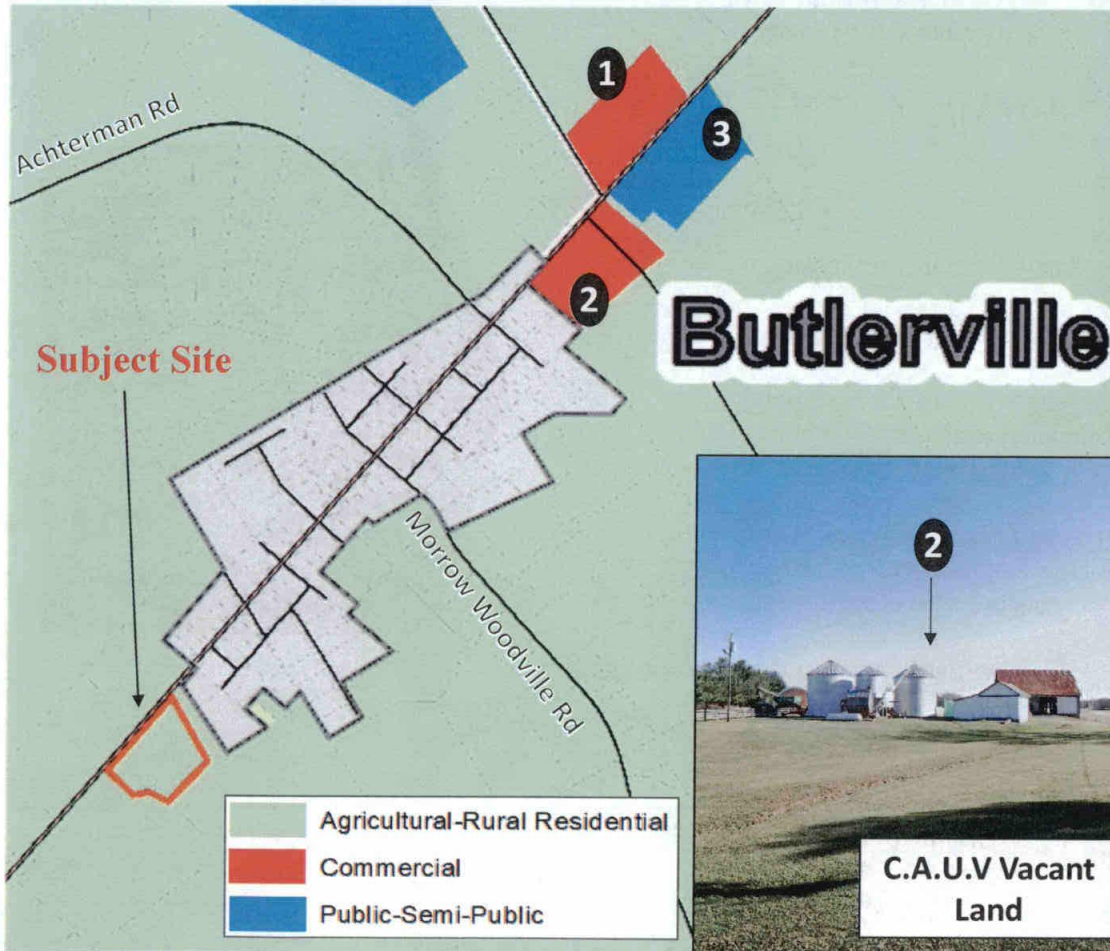 Achterman Rd
1
3
2
Butlerville
Subject Site
Morrow Woodville Rd
2
Agricultural-Rural Residential
Commercial
Public-Semi-Public
C.A.U.V Vacant
Land